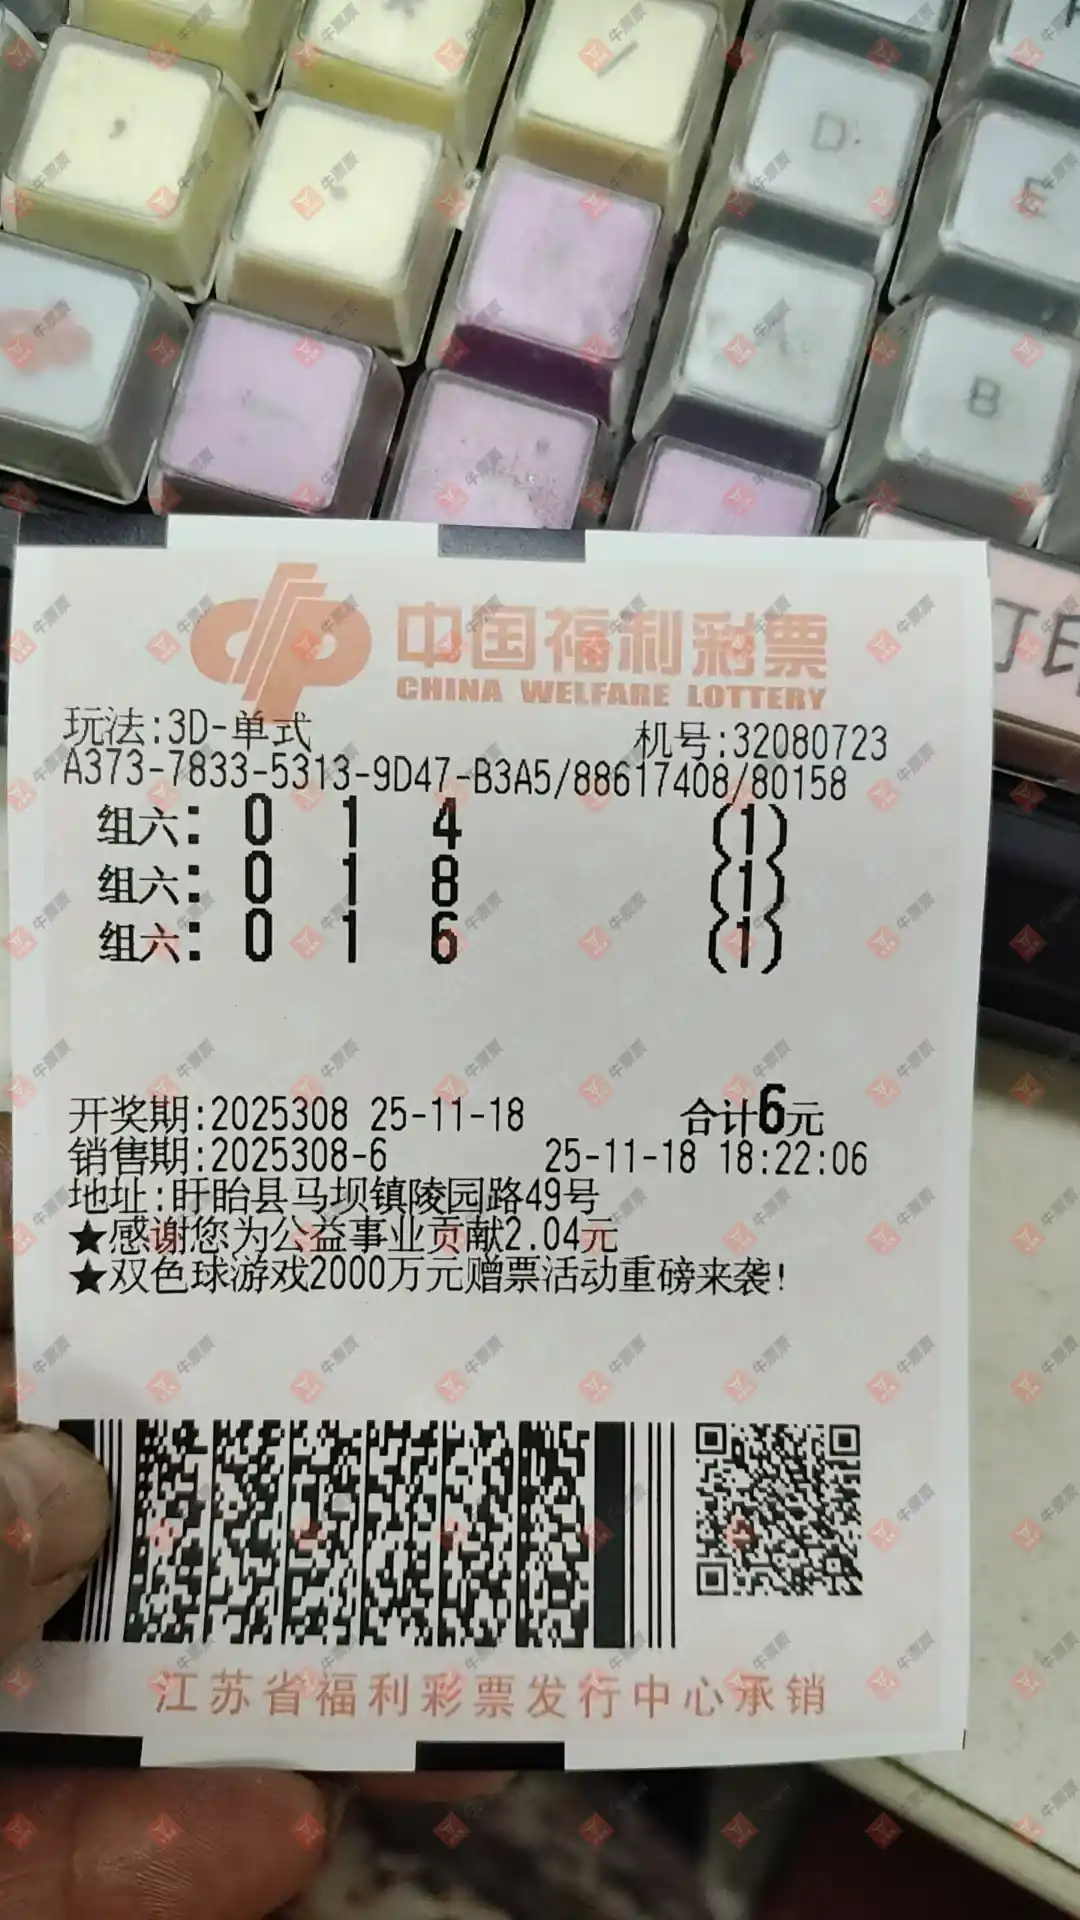 D
E
B
打印
中国福利彩票
CHINA WELFARE LOTTERY
玩法:3D-单式 机号:32080723
A373-7833-5313-9D47-B3A5/88617408/80158
组六: 0 1 4 (1)
组六: 0 1 8 (1)
组六: 0 1 6 (1)
开奖期:2025308 25-11-18 合计6元
销售期:2025308-6 25-11-18 18:22:06
地址:盱眙县马坝镇陵园路49号
★感谢您为公益事业贡献2.04元
★双色球游戏2000万元赠票活动重磅来袭!
江苏省福利彩票发行中心承销
牛票票